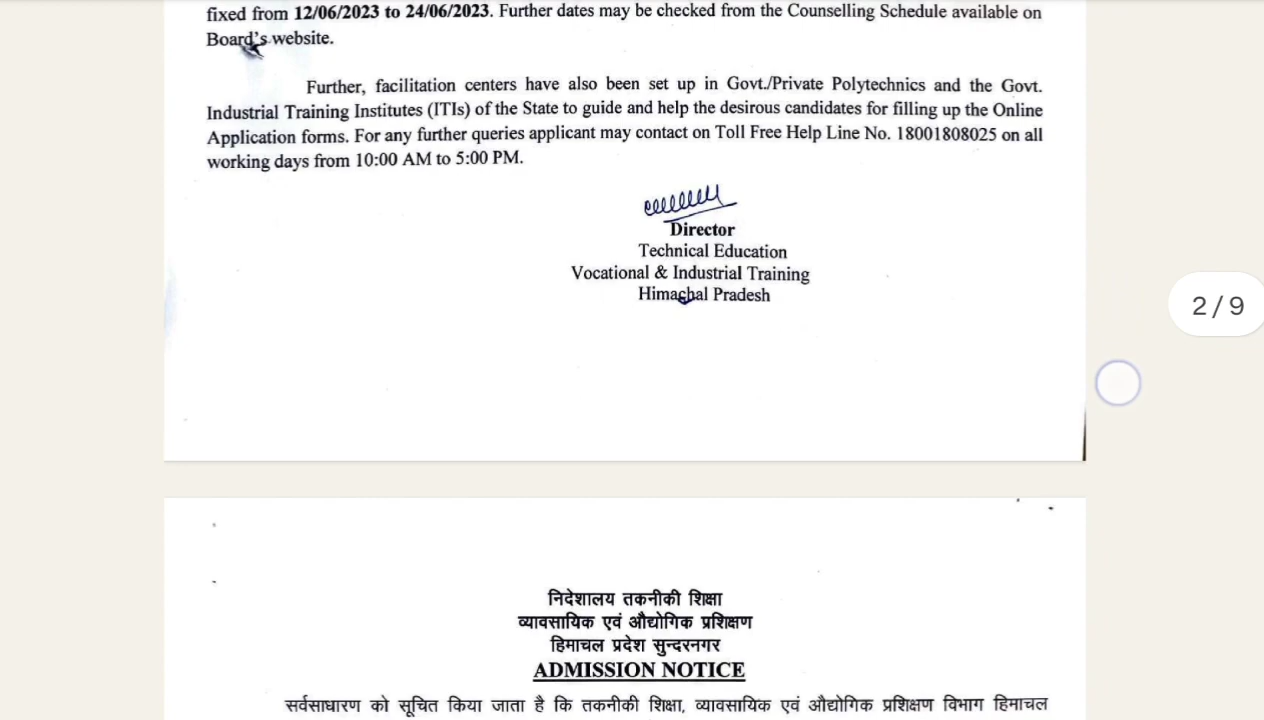 fixed from 12/06/2023 to 24/06/2023. Further dates may be checked from the Counselling Schedule available on
Board's website.
Further, facilitation centers have also been set up in Govt./Private Polytechnics and the Govt.
Industrial Training Institutes (ITIs) of the State to guide and help the desirous candidates for filling up the Online
Application forms. For any further queries applicant may contact on Toll Free Help Line No. 18001808025 on all
working days from 10:00 AM to 5:00 PM.
Director
Technical Education
Vocational & Industrial Training
Himachal Pradesh
2/9
निदेशालय तकनीकी शिक्षा
व्यावसायिक एवं औद्योगिक प्रशिक्षण
हिमाचल प्रदेश सुन्दरनगर
ADMISSION NOTICE
सर्वसाधारण को सूचित किया जाता है कि तकनीकी शिक्षा, व्यावसायिक एवं औद्योगिक प्रशिक्षण विभाग हिमाचल